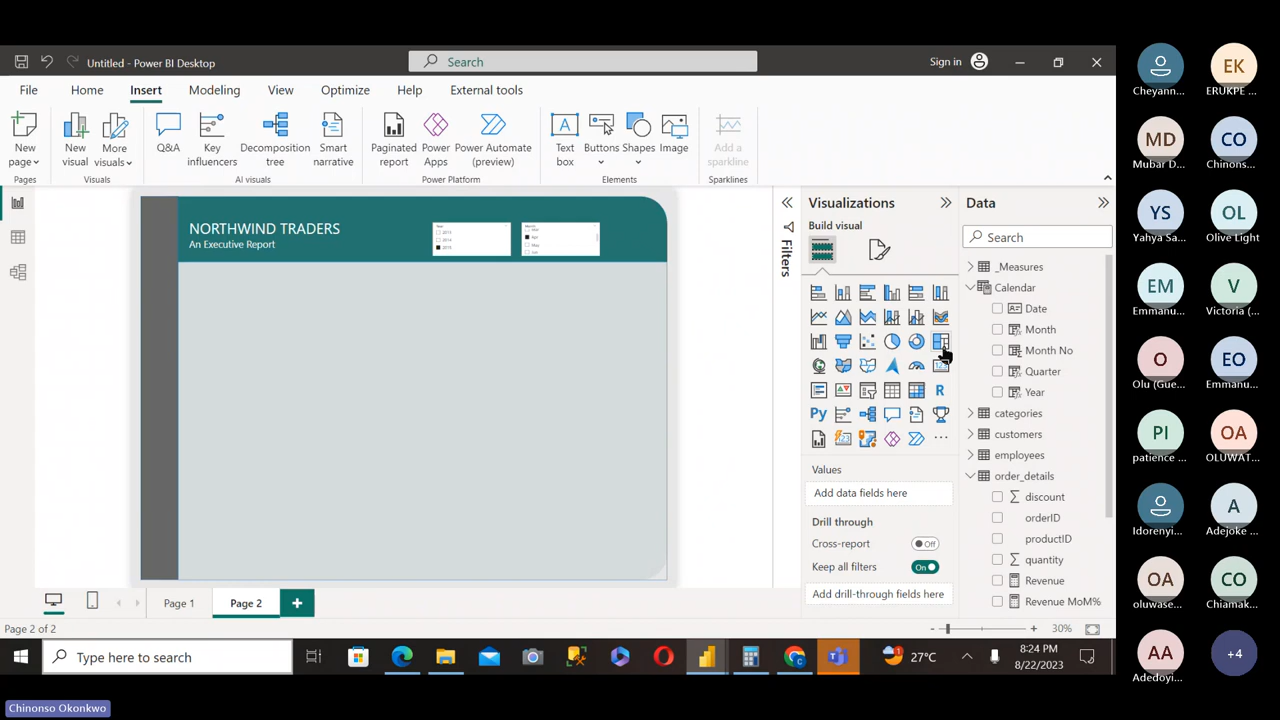 Untitled - Power BI Desktop
Search
Sign in
File
Home
Insert
Modeling
View
Optimize
Help
External tools
New page
New visual
More visuals
Q&A
Key influencers
Decomposition tree
Smart narrative
Paginated report
Power Apps
Power Automate (preview)
Text box
Buttons
Shapes
Image
Add a sparkline
Pages
Visuals
AI visuals
Power Platform
Elements
Sparklines
NORTHWIND TRADERS
An Executive Report
Filters
Visualizations
Build visual
Values
Add data fields here
Drill through
Cross-report
Off
Keep all filters
On
Add drill-through fields here
Data
Search
_Measures
Calendar
Date
Month
Month No
Quarter
Year
categories
customers
employees
order_details
discount
orderID
productID
quantity
Revenue
Revenue MoM%
Page 1
Page 2
Page 2 of 2
30%
Type here to search
27°C
8:24 PM
8/22/2023
Cheyann...
EK
ERUKPE ...
MD
Mubar D...
CO
Chinons...
YS
Yahya Sa...
OL
Olive Light
EM
Emmanu...
V
Victoria (...
O
Olu (Gue...
EO
Emmanu...
PI
patience ...
OA
OLUWAT...
Idorenyi...
A
Adejoke ...
OA
oluwase...
CO
Chiamak...
AA
Adedoyi...
+4
Chinonso Okonkwo